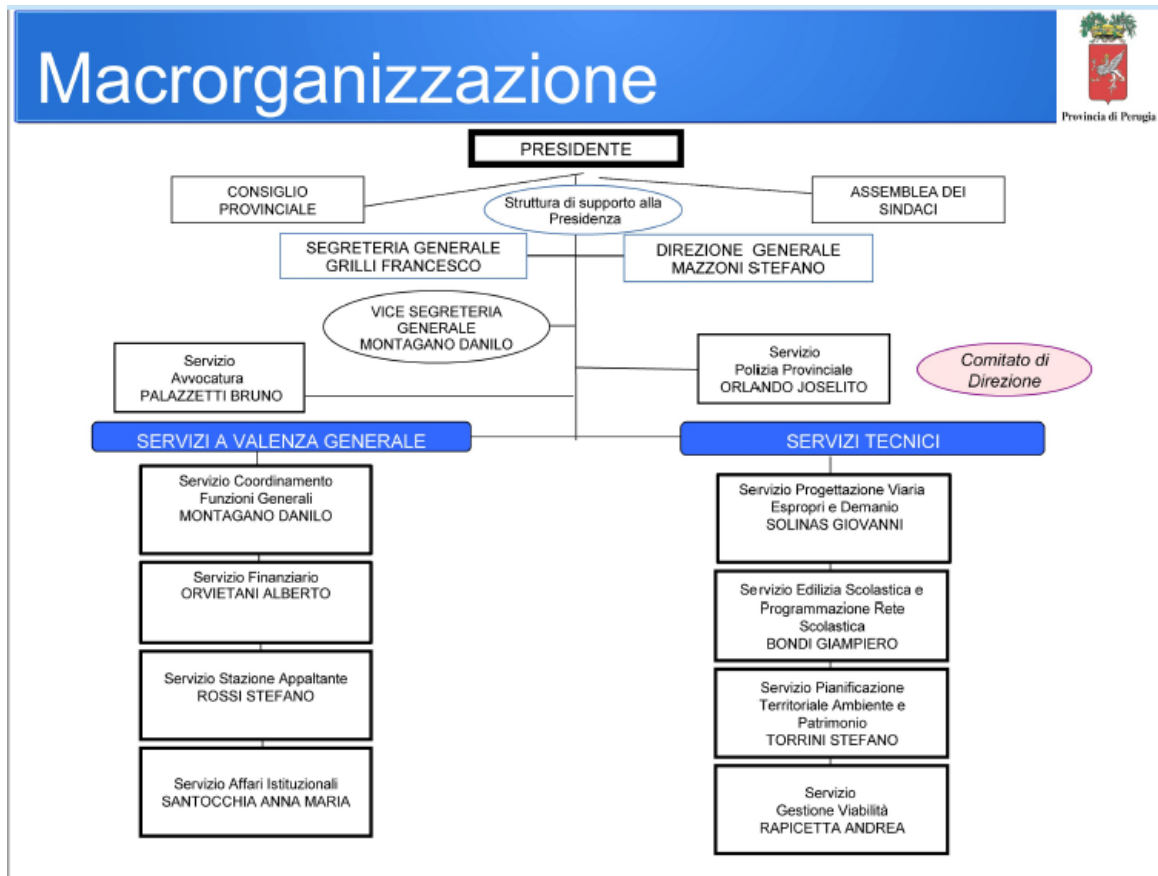 Macrorganizzazione
Provincia di Perugia
PRESIDENTE
CONSIGLIO
PROVINCIALE
Struttura di supporto alla
Presidenza
ASSEMBLEA DEI
SINDACI
SEGRETERIA GENERALE
GRILLI FRANCESCO
DIREZIONE GENERALE
MAZZONI STEFANO
VICE SEGRETERIA
GENERALE
MONTAGANO DANILO
Servizio
Avvocatura
PALAZZETTI BRUNO
Servizio
Polizia Provinciale
ORLANDO JOSELITO
Comitato di
Direzione
SERVIZI A VALENZA GENERALE
SERVIZI TECNICI
Servizio Coordinamento
Funzioni Generali
MONTAGANO DANILO
Servizio Finanziario
ORVIETANI ALBERTO
Servizio Stazione Appaltante
ROSSI STEFANO
Servizio Affari Istituzionali
SANTOCCHIA ANNA MARIA
Servizio Progettazione Viaria
Espropri e Demanio
SOLINAS GIOVANNI
Servizio Edilizia Scolastica e
Programmazione Rete
Scolastica
BONDI GIAMPIERO
Servizio Pianificazione
Territoriale Ambiente e
Patrimonio
TORRINI STEFANO
Servizio
Gestione Viabilità
RAPICETTA ANDREA